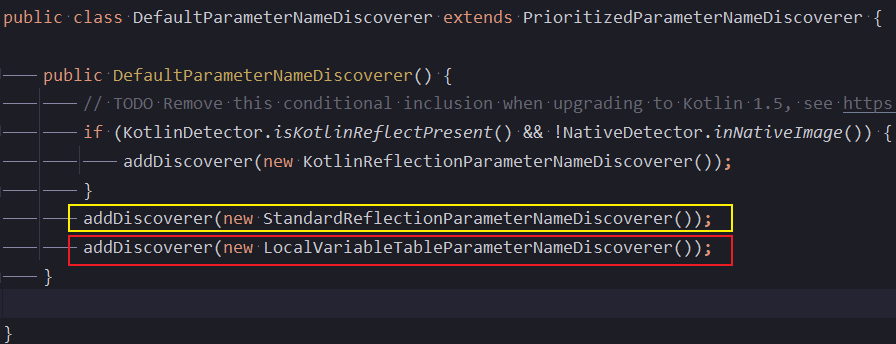 public class DefaultParameterNameDiscoverer extends PrioritizedParameterNameDiscoverer {
public DefaultParameterNameDiscoverer() {
// TODO Remove this conditional inclusion when upgrading to Kotlin 1.5, see https
if (KotlinDetector.isKotlinReflectPresent() && !NativeDetector.inNativeImage()) {
addDiscoverer(new KotlinReflectionParameterNameDiscoverer());
}
addDiscoverer(new StandardReflectionParameterNameDiscoverer());
addDiscoverer(new LocalVariableTableParameterNameDiscoverer());
}
}